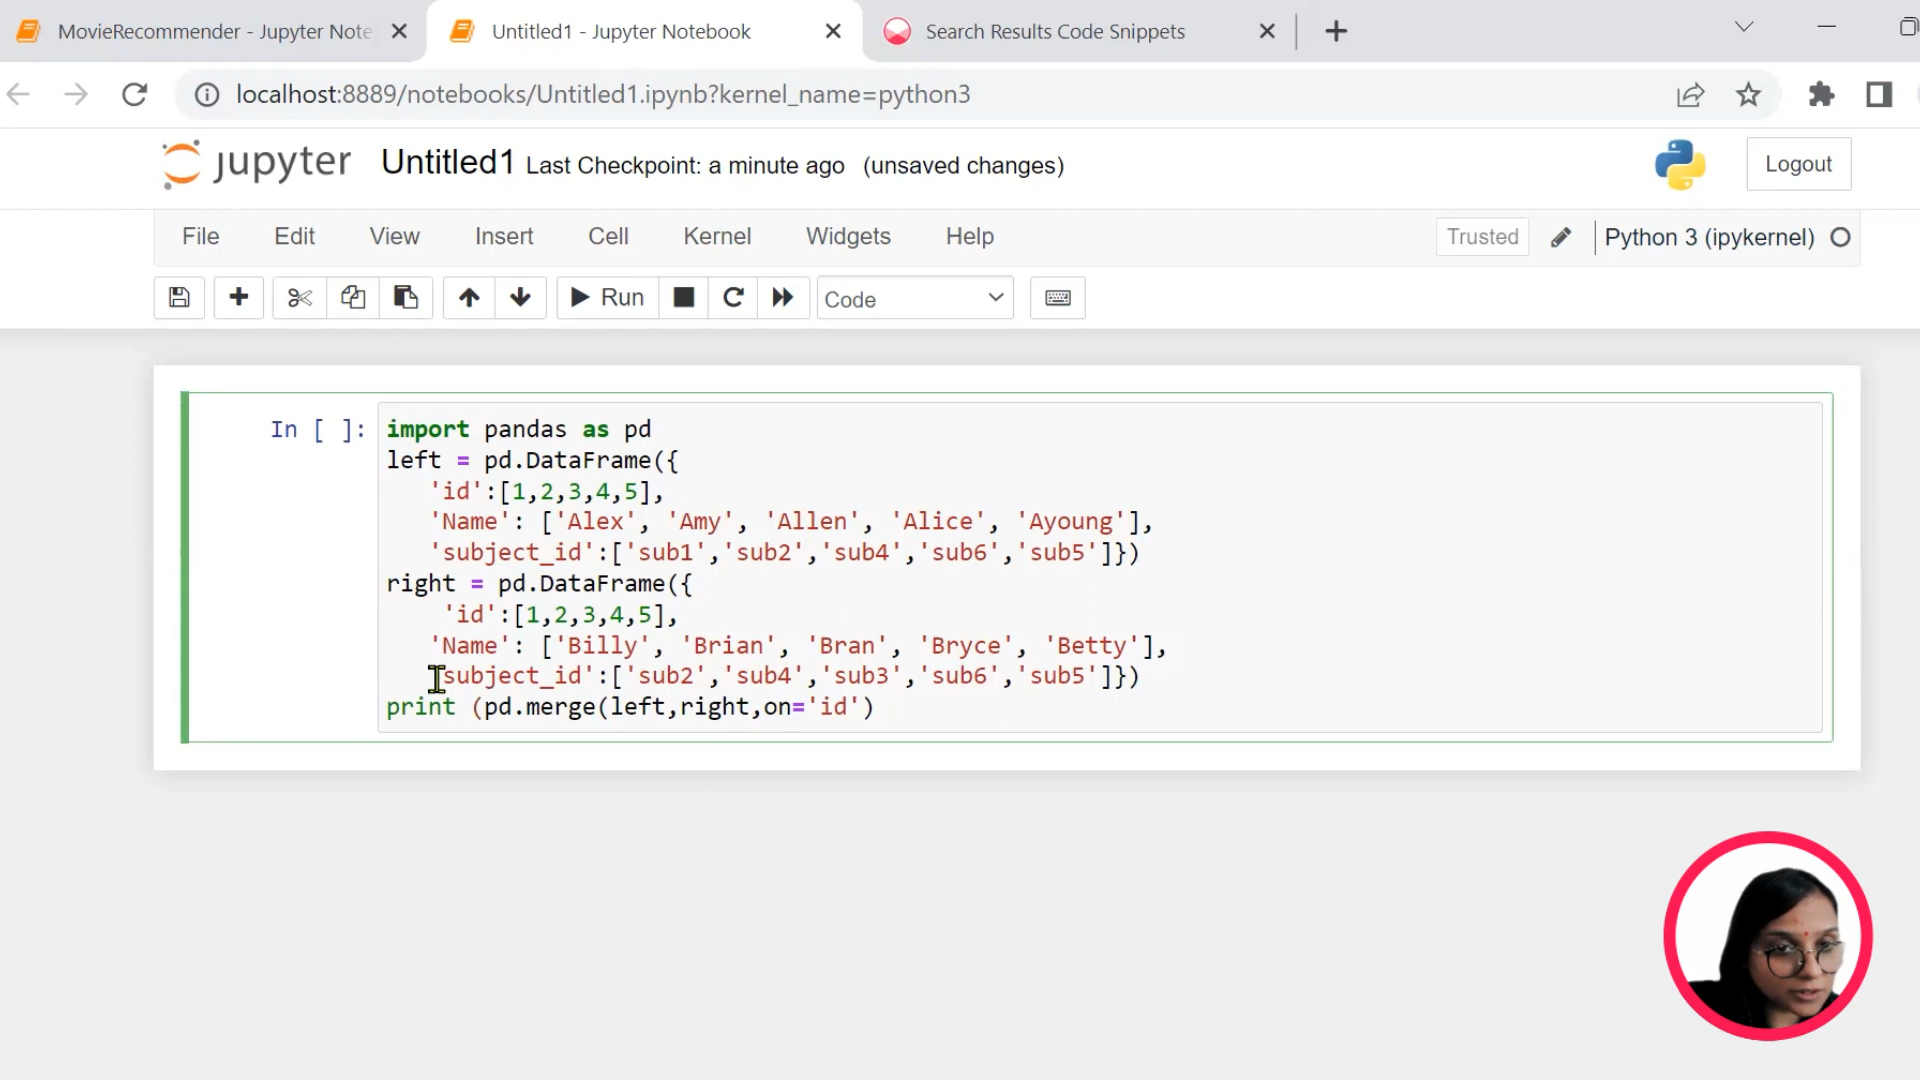 MovieRecommender - Jupyter Note
Untitled1 - Jupyter Notebook
Search Results Code Snippets
localhost:8889/notebooks/Untitled1.ipynb?kernel_name=python3
jupyter Untitled1 Last Checkpoint: a minute ago (unsaved changes)
Logout
File Edit View Insert Cell Kernel Widgets Help
Trusted
Python 3 (ipykernel)
Run
Code
In [ ]:
import pandas as pd
left = pd.DataFrame({
'id':[1,2,3,4,5],
'Name': ['Alex', 'Amy', 'Allen', 'Alice', 'Ayoung'],
'subject_id':['sub1','sub2','sub4','sub6','sub5']})
right = pd.DataFrame({
'id':[1,2,3,4,5],
'Name': ['Billy', 'Brian', 'Bran', 'Bryce', 'Betty'],
'subject_id':['sub2','sub4','sub3','sub6','sub5']})
print (pd.merge(left,right,on='id')